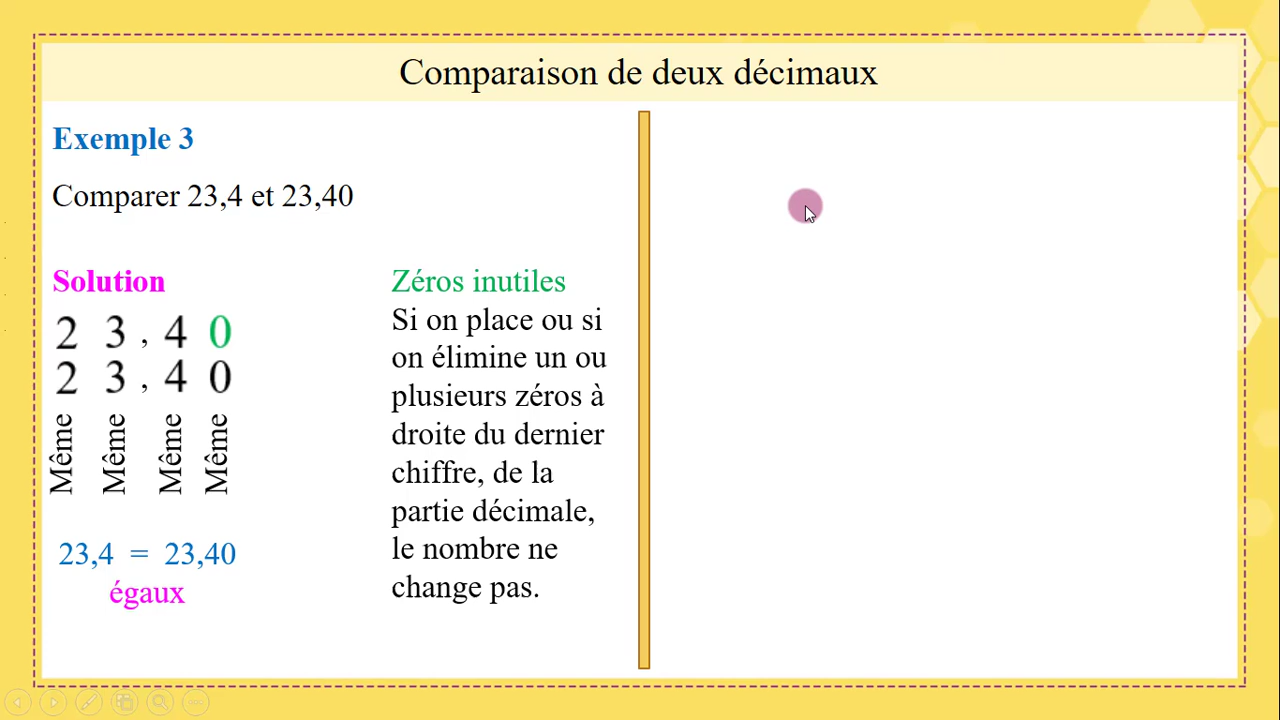 Comparaison de deux décimaux
Exemple 3
Comparer 23,4 et 23,40
Solution
2 3 , 4 0
2 3 , 4 0
Même Même Même Même
23,4 = 23,40
égaux
Zéros inutiles
Si on place ou si
on élimine un ou
plusieurs zéros à
droite du dernier
chiffre, de la
partie décimale,
le nombre ne
change pas.